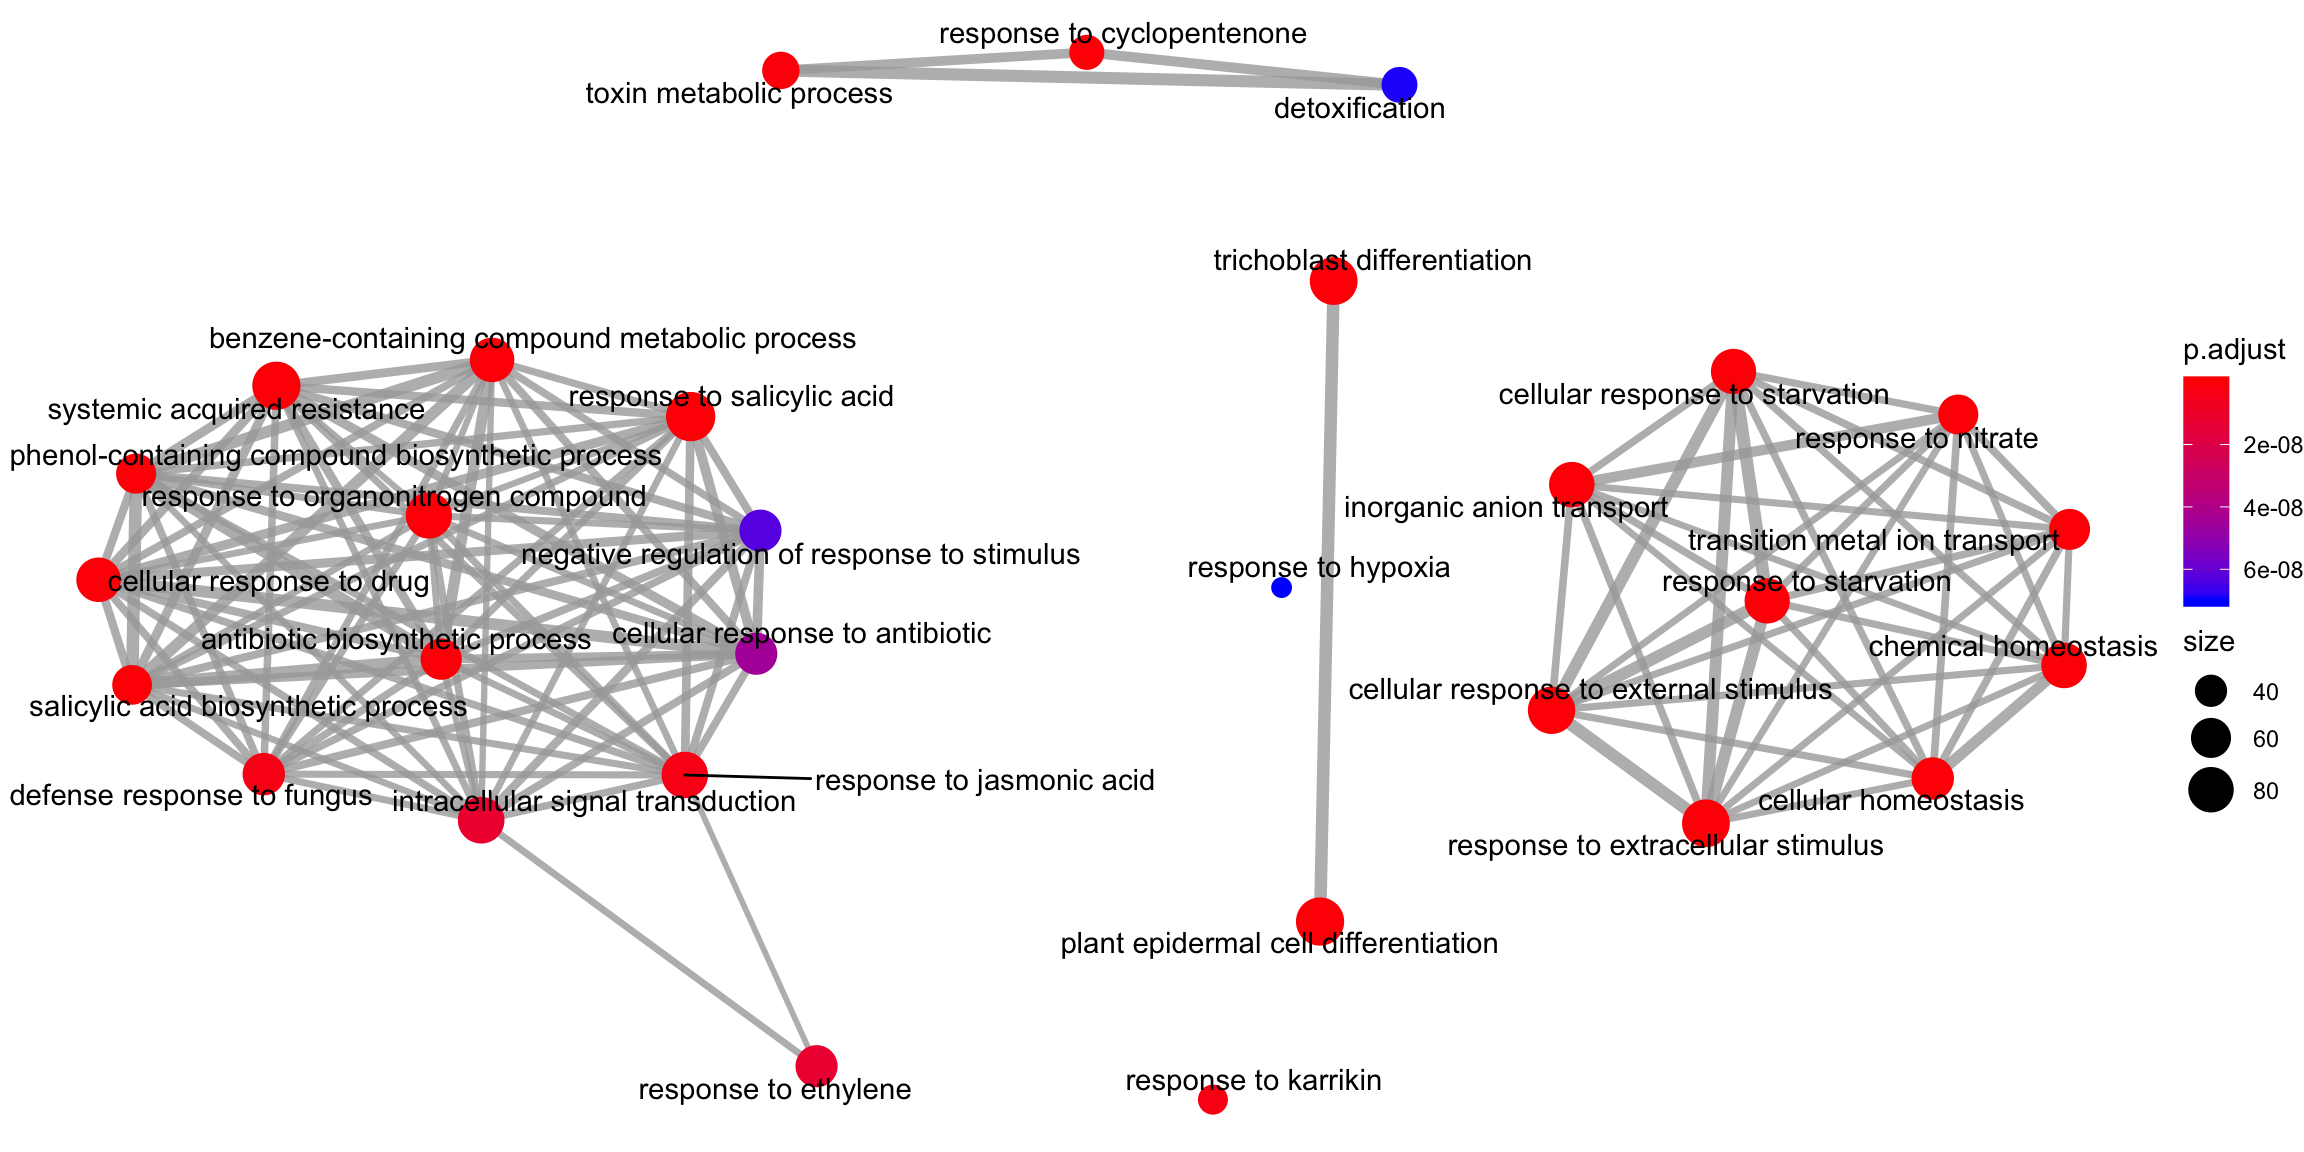 response to cyclopentenone
toxin metabolic process
detoxification
trichoblast differentiation
benzene-containing compound metabolic process
systemic acquired resistance
response to salicylic acid
phenol-containing compound biosynthetic process
response to organonitrogen compound
negative regulation of response to stimulus
cellular response to drug
antibiotic biosynthetic process
cellular response to antibiotic
salicylic acid biosynthetic process
defense response to fungus
intracellular signal transduction
response to jasmonic acid
response to ethylene
response to hypoxia
plant epidermal cell differentiation
response to karrikin
cellular response to starvation
response to nitrate
inorganic anion transport
transition metal ion transport
response to starvation
chemical homeostasis
cellular response to external stimulus
cellular homeostasis
response to extracellular stimulus
p.adjust
2e-08
4e-08
6e-08
size
40
60
80